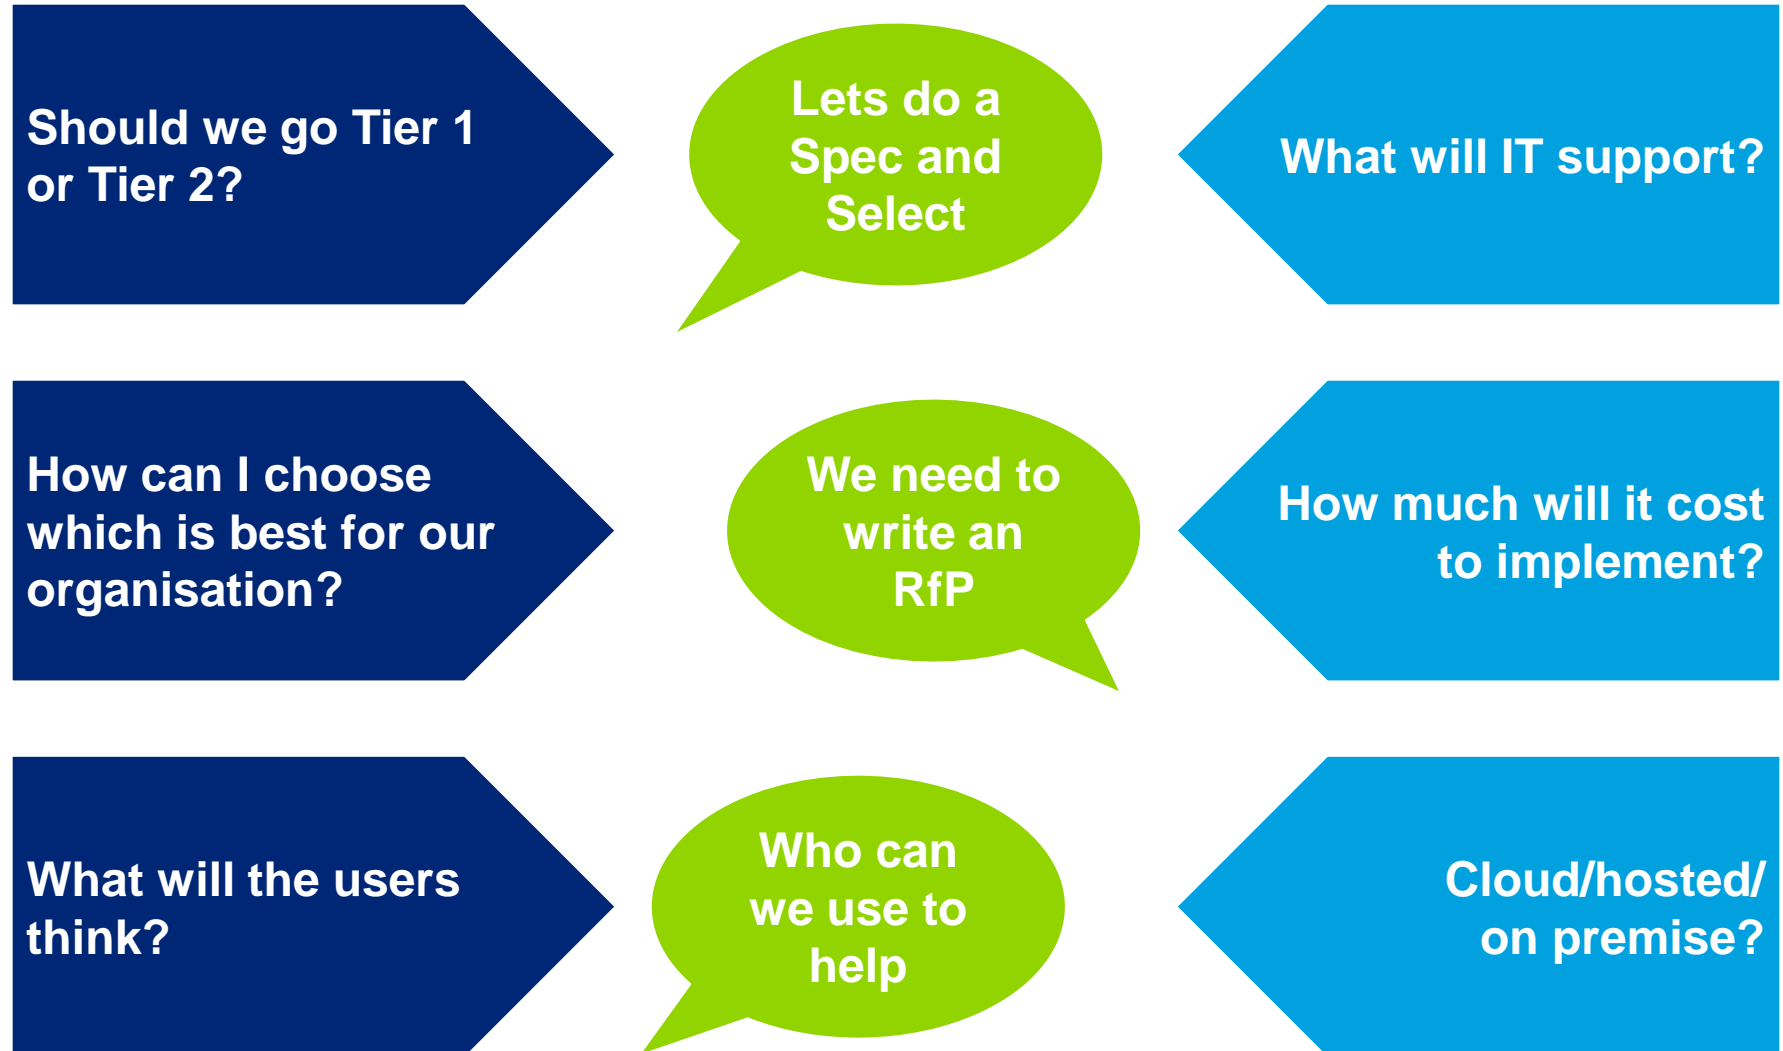 Should we go Tier 1
or Tier 2?
Lets do a
Spec and
Select
What will IT support?
How can I choose
which is best for our
organisation?
We need to
write an
RfP
How much will it cost
to implement?
What will the users
think?
Who can
we use to
help
Cloud/hosted/
on premise?